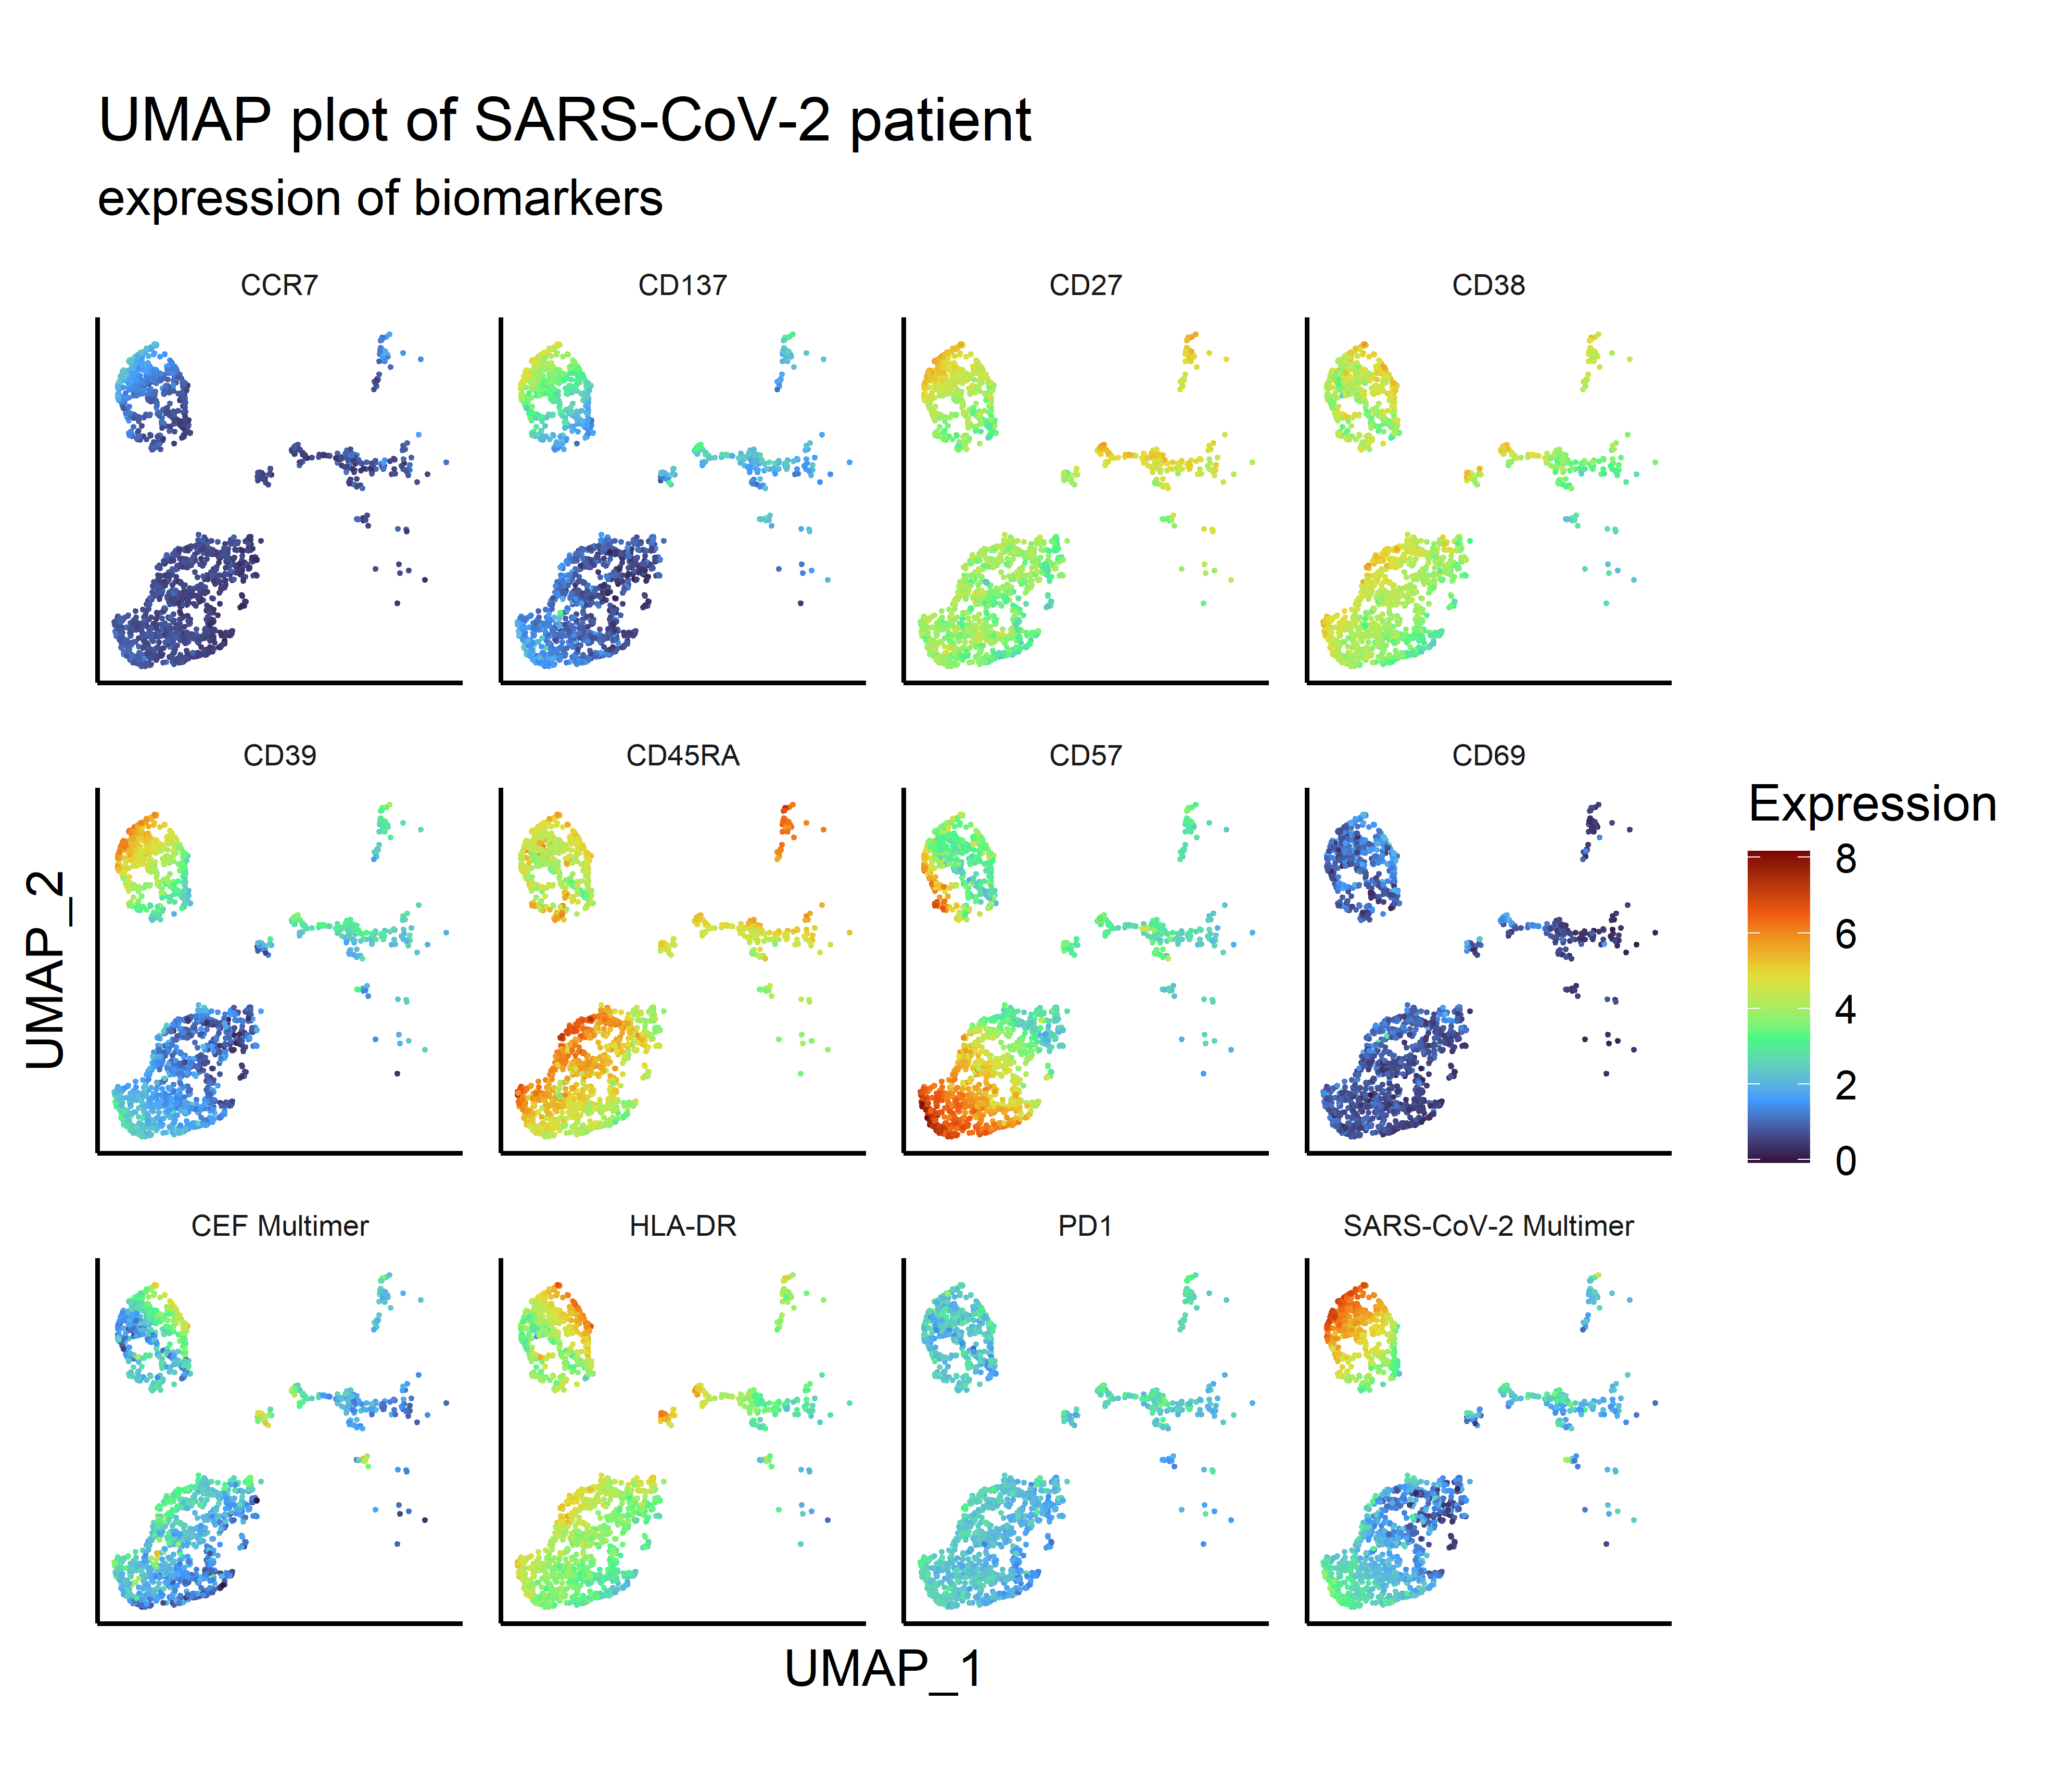 UMAP plot of SARS-CoV-2 patient
expression of biomarkers
CCR7
CD137
CD27
CD38
CD39
CD45RA
CD57
CD69
CEF Multimer
HLA-DR
PD1
SARS-CoV-2 Multimer
UMAP_2
UMAP_1
Expression
8
6
4
2
0